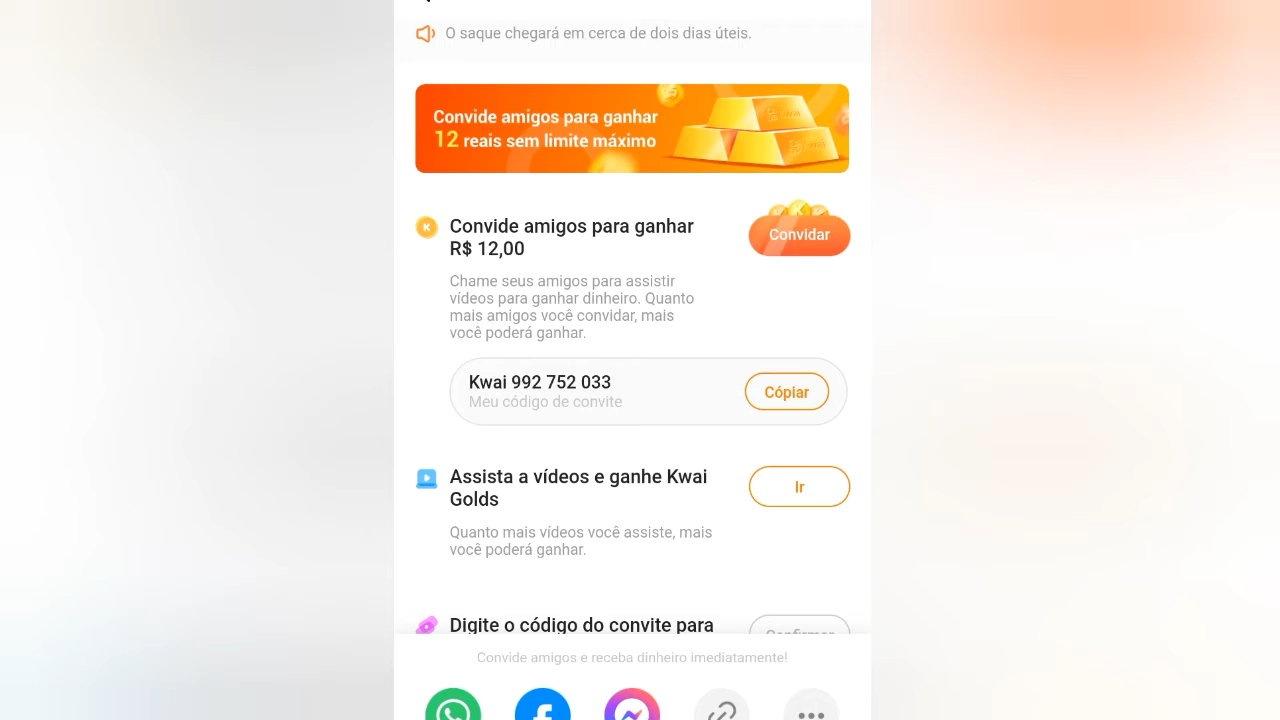 O saque chegará em cerca de dois dias úteis.
Convide amigos para ganhar
12 reais sem limite máximo
Convide amigos para ganhar
R$ 12,00
Convidar
Chame seus amigos para assistir
vídeos para ganhar dinheiro. Quanto
mais amigos você convidar, mais
você poderá ganhar.
Kwai 992 752 033
Meu código de convite
Cópiar
Assista a vídeos e ganhe Kwai
Golds
Ir
Quanto mais vídeos você assiste, mais
você poderá ganhar.
Digite o código do convite para
Confirmar
Convide amigos e receba dinheiro imediatamente!